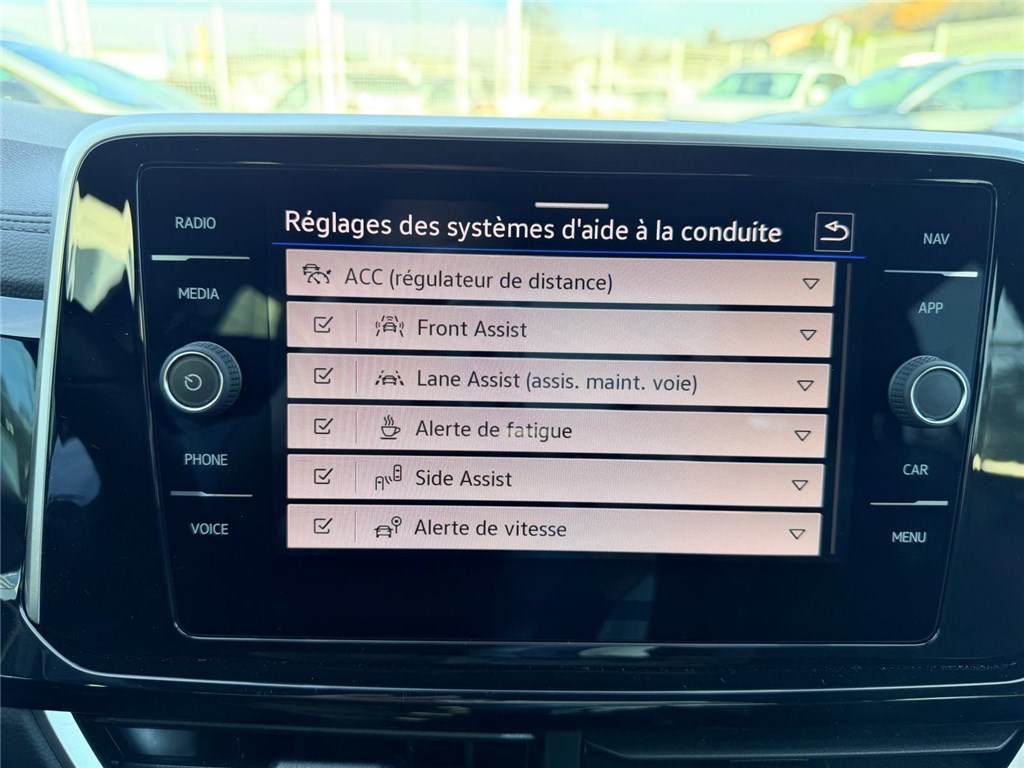 Réglages des systèmes d'aide à la conduite
RADIO
MEDIA
PHONE
VOICE
ACC (régulateur de distance)
Front Assist
Lane Assist (assis. maint. voie)
Alerte de fatigue
Side Assist
Alerte de vitesse
NAV
APP
CAR
MENU